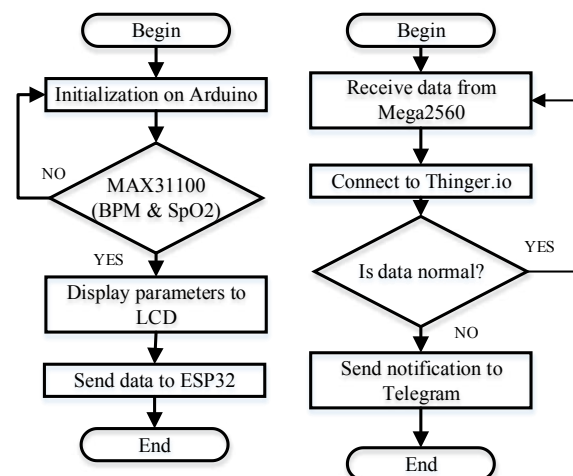 Begin
Initialization on Arduino
NO
MAX31100
(BPM & SpO2)
YES
Display parameters to
LCD
Send data to ESP32
End
Begin
Receive data from
Mega2560
Connect to Thinger.io
YES
Is data normal?
NO
Send notification to
Telegram
End